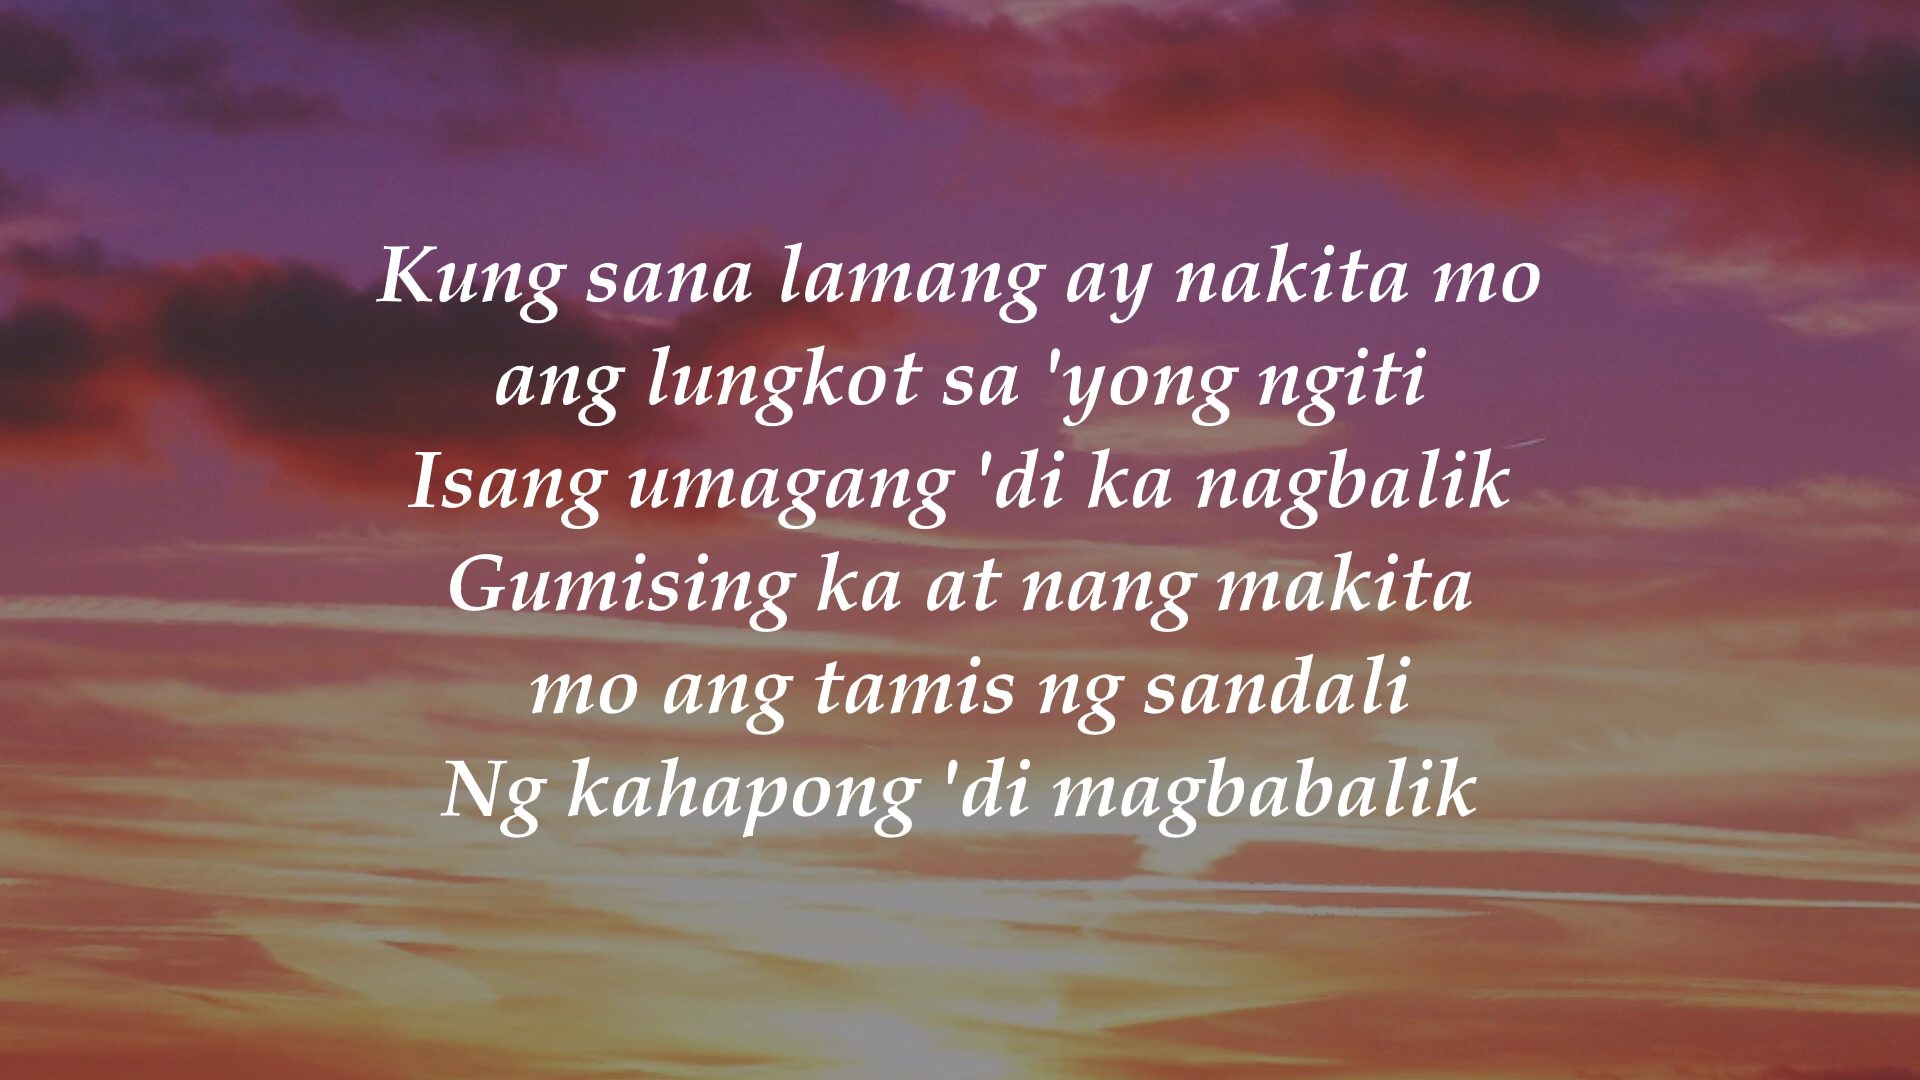 Kung sana lamang ay nakita mo
ang lungkot sa 'yong ngiti
Isang umagang 'di ka nagbalik
Gumising ka at nang makita
mo ang tamis ng sandali
Ng kahapong 'di magbabalik